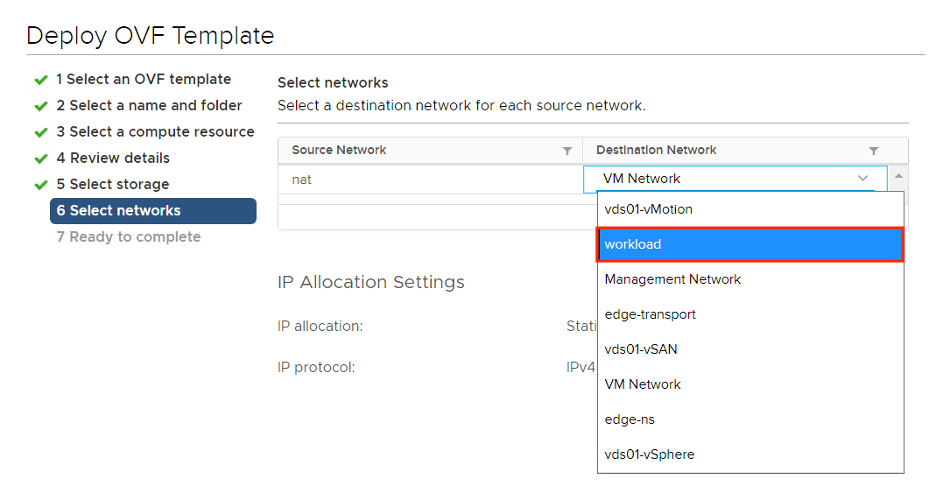 Deploy OVF Template
1 Select an OVF template
2 Select a name and folder
3 Select a compute resource
4 Review details
5 Select storage
6 Select networks
7 Ready to complete
Select networks
Select a destination network for each source network.
Source Network Destination Network
nat VM Network
vds01-vMotion
workload
Management Network
edge-transport
vds01-vSAN
VM Network
edge-ns
vds01-vSphere
IP Allocation Settings
IP allocation: Stati
IP protocol: IPv4